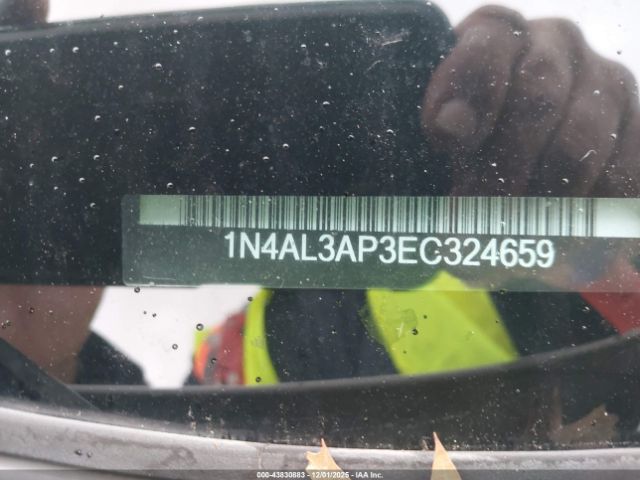 1N4AL3AP3EC324659
000-43830883 • 12/01/2025 • IAA Inc.